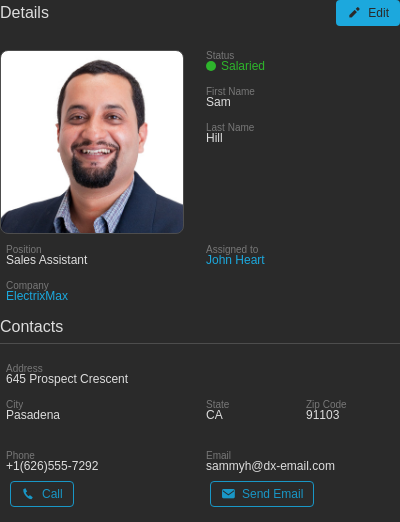 Details
Edit
Status
Salaried
First Name
Sam
Last Name
Hill
Position
Sales Assistant
Assigned to
John Heart
Company
ElectrixMax
Contacts
Address
645 Prospect Crescent
City
Pasadena
State
CA
Zip Code
91103
Phone
+1(626)555-7292
Email
sammyh@dx-email.com
Call
Send Email